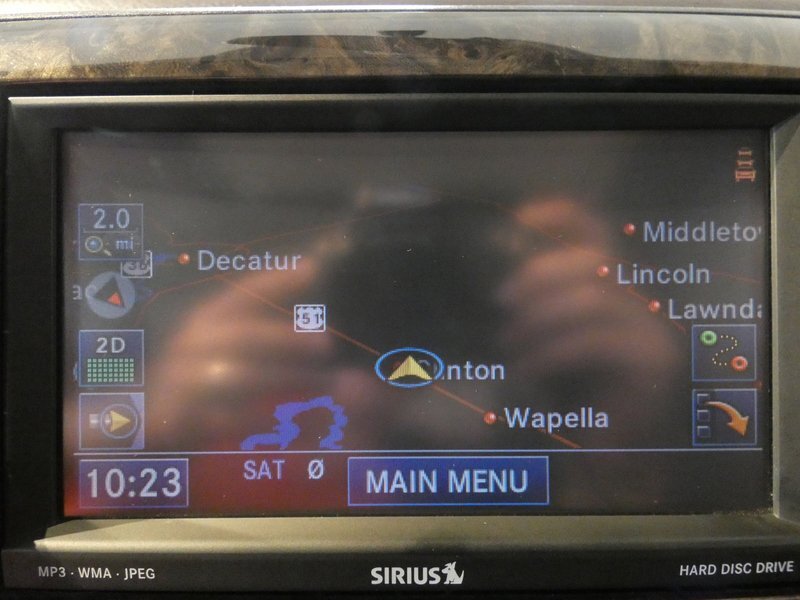 2.0
mi
Middleto
Decatur
Lincoln
Lawnda
51
2D
nton
Wapella
10:23
SAT Ø
MAIN MENU
MP3 · WMA · JPEG
SIRIUS
HARD DISC DRIVE